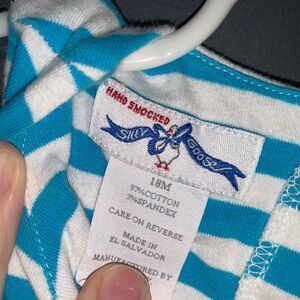 HAND SMOCKED
SILLY GOOSE
18M
97%COTTON
3%SPANDEX
CARE ON REVERSE
MADE IN
EL SALVADOR
MANUFACTURED BY